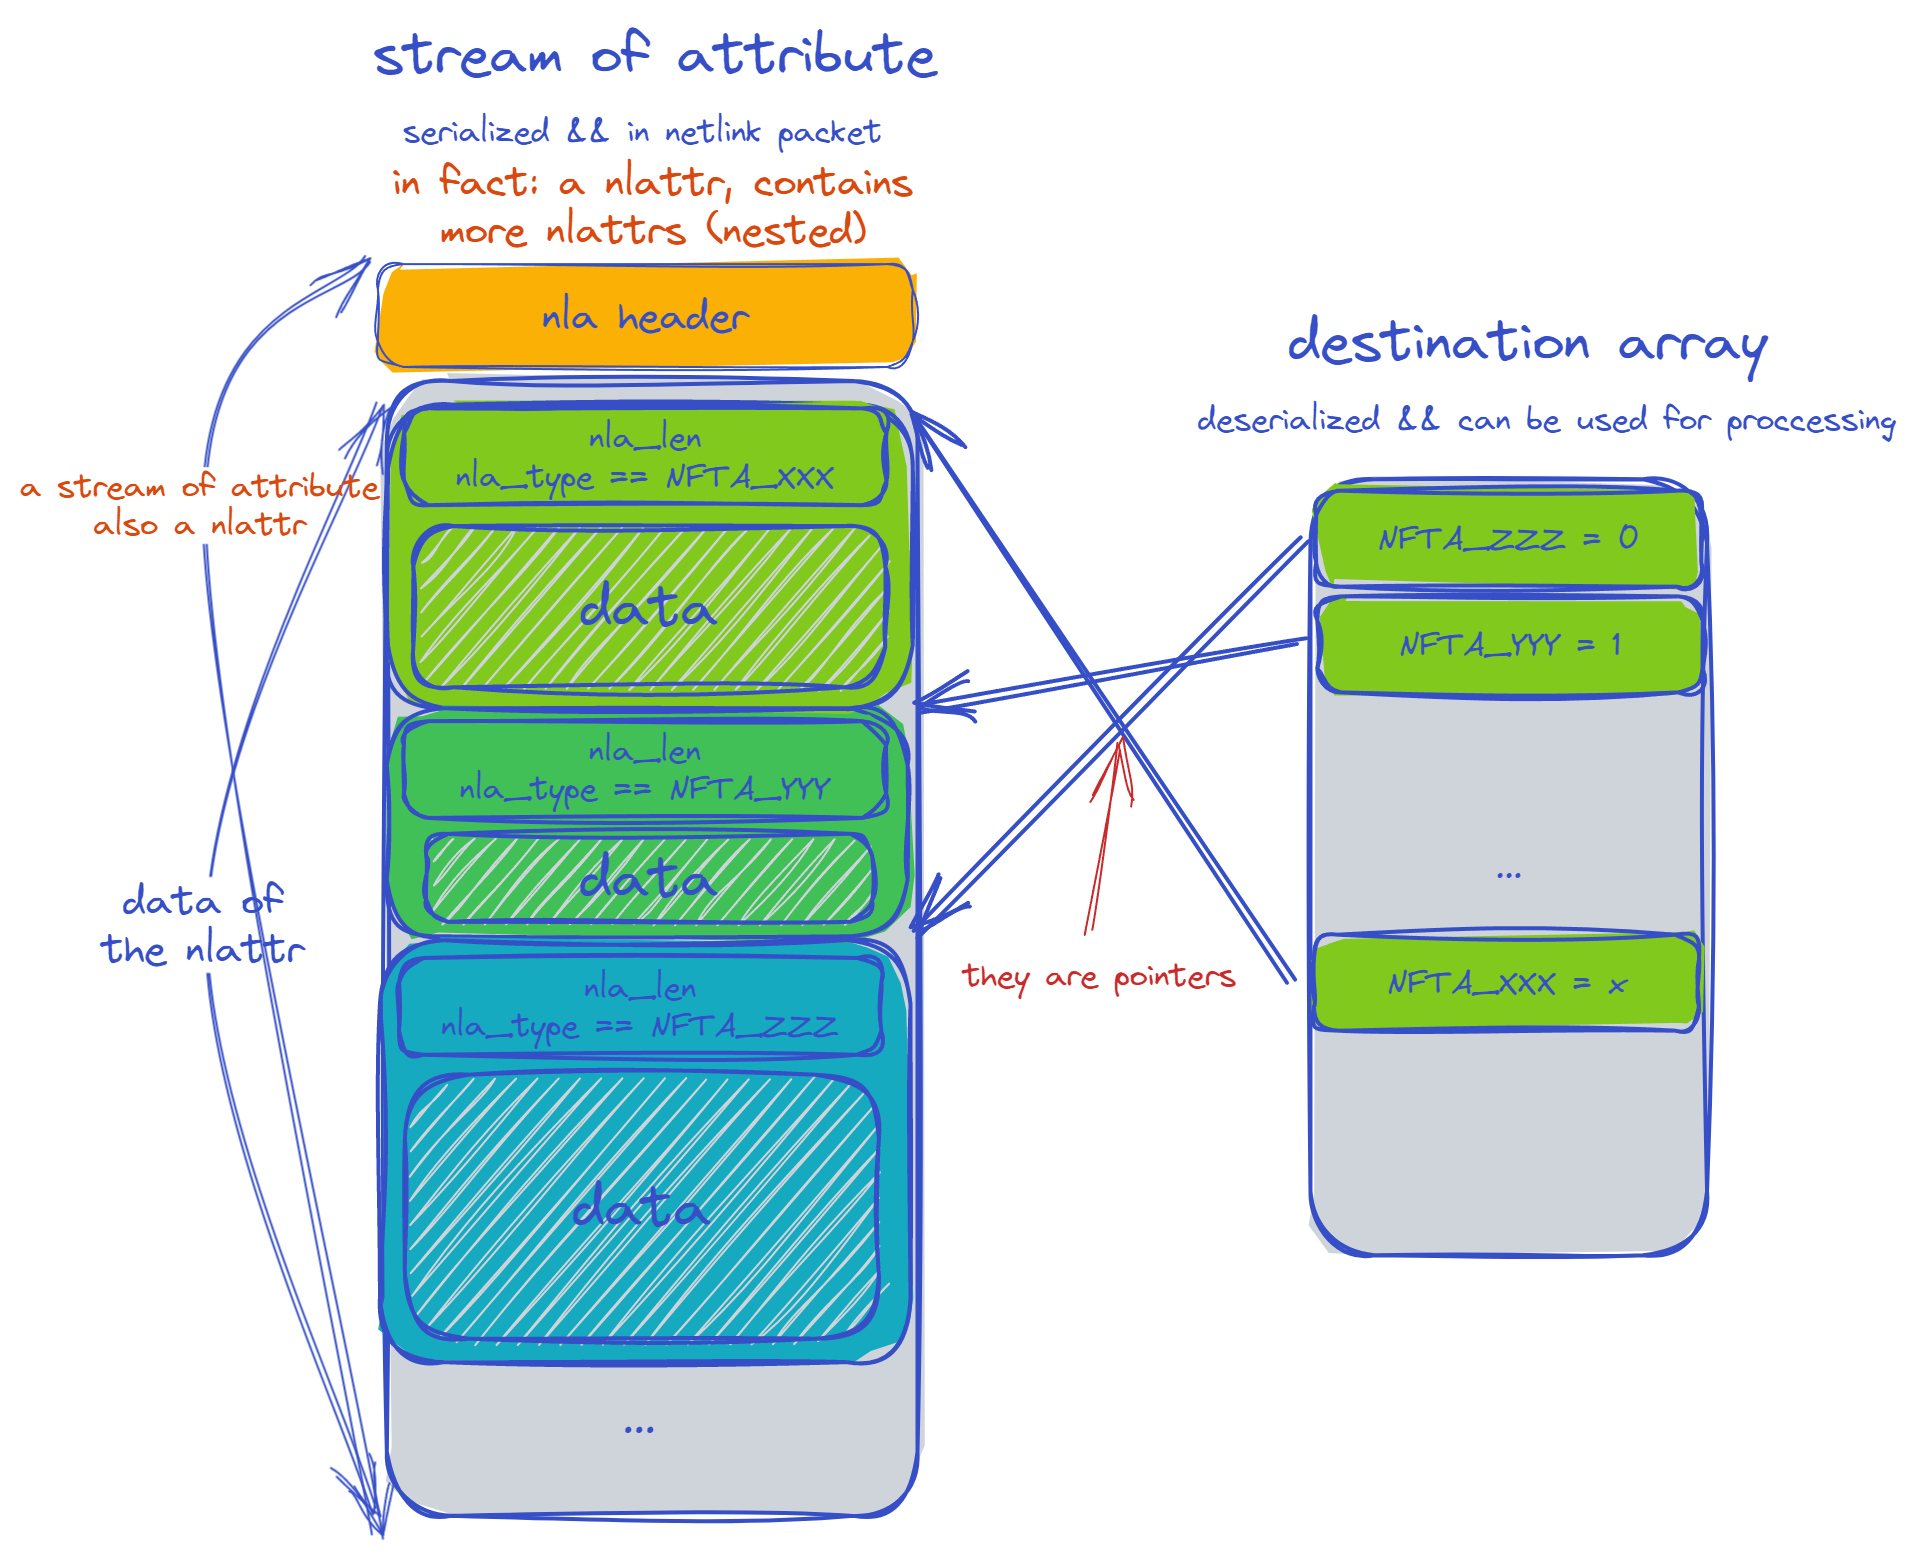 stream of attribute
serialized && in netlink packet
in fact: a nlattr, contains
more nlattrs (nested)
nla header
nla_len
nla_type == NFTA_XXX
data
nla_len
nla_type == NFTA_YYY
data
nla_len
nla_type == NFTA_ZZZ
data
...
a stream of attribute
also a nlattr
data of
the nlattr
destination array
deserialized && can be used for proccessing
NFTA_ZZZ = 0
NFTA_YYY = 1
...
NFTA_XXX = x
they are pointers